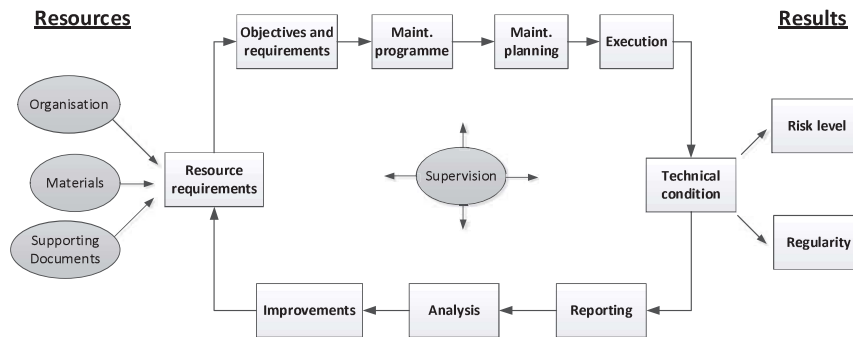 Resources
Results
Objectives and
requirements
Maint.
programme
Maint.
planning
Execution
Organisation
Materials
Supporting
Documents
Resource
requirements
Supervision
Technical
condition
Risk level
Regularity
Improvements
Analysis
Reporting